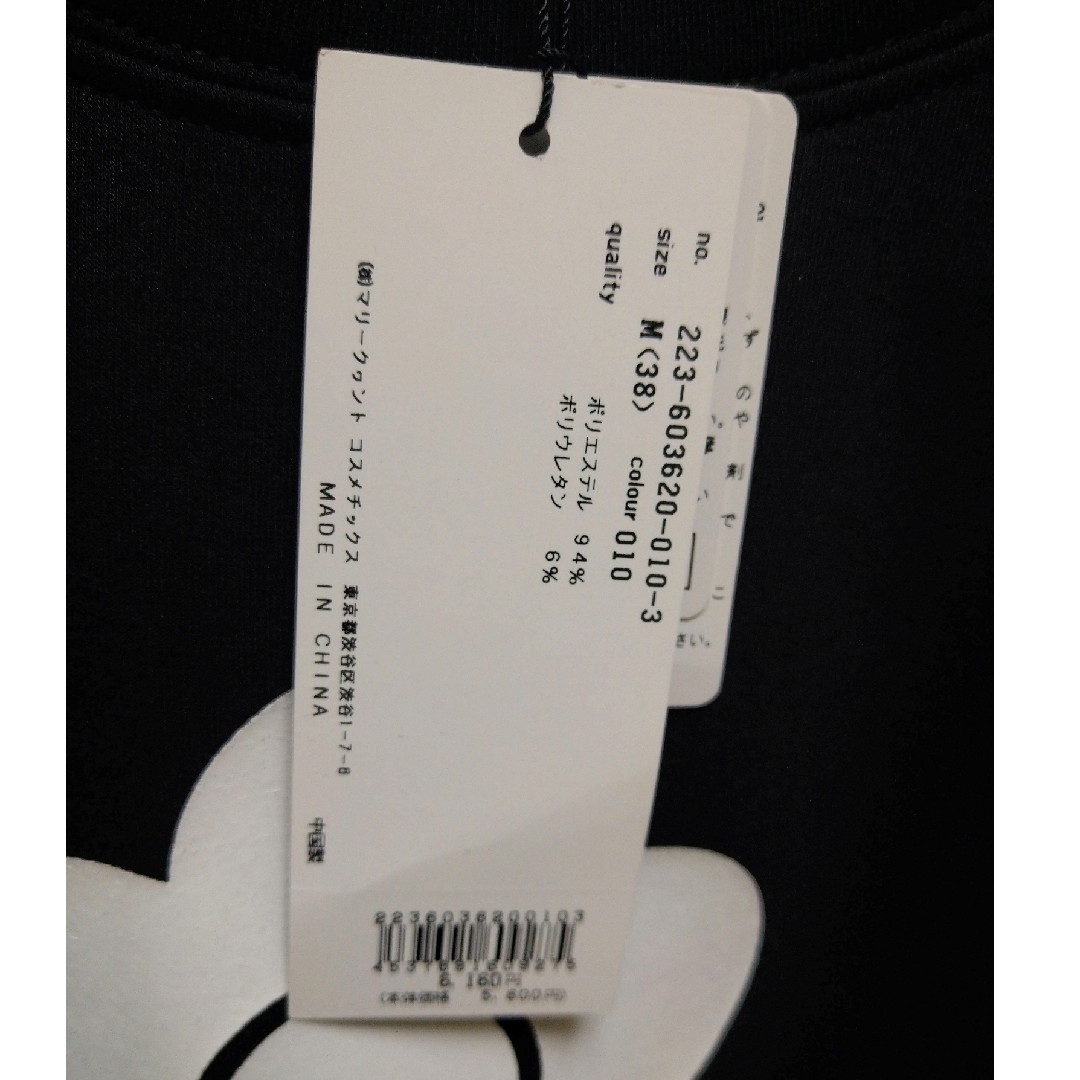 no. 223-603620-010-3
size M(38) colour 010
quality
ポリエステル 94%
ポリウレタン 6%
(株)マリークヮント コスメチックス 東京都渋谷区渋谷1-7-6
MADE IN CHINA 中国製
2236036200103
6,160円
(本体価格 5,600円)
さい。